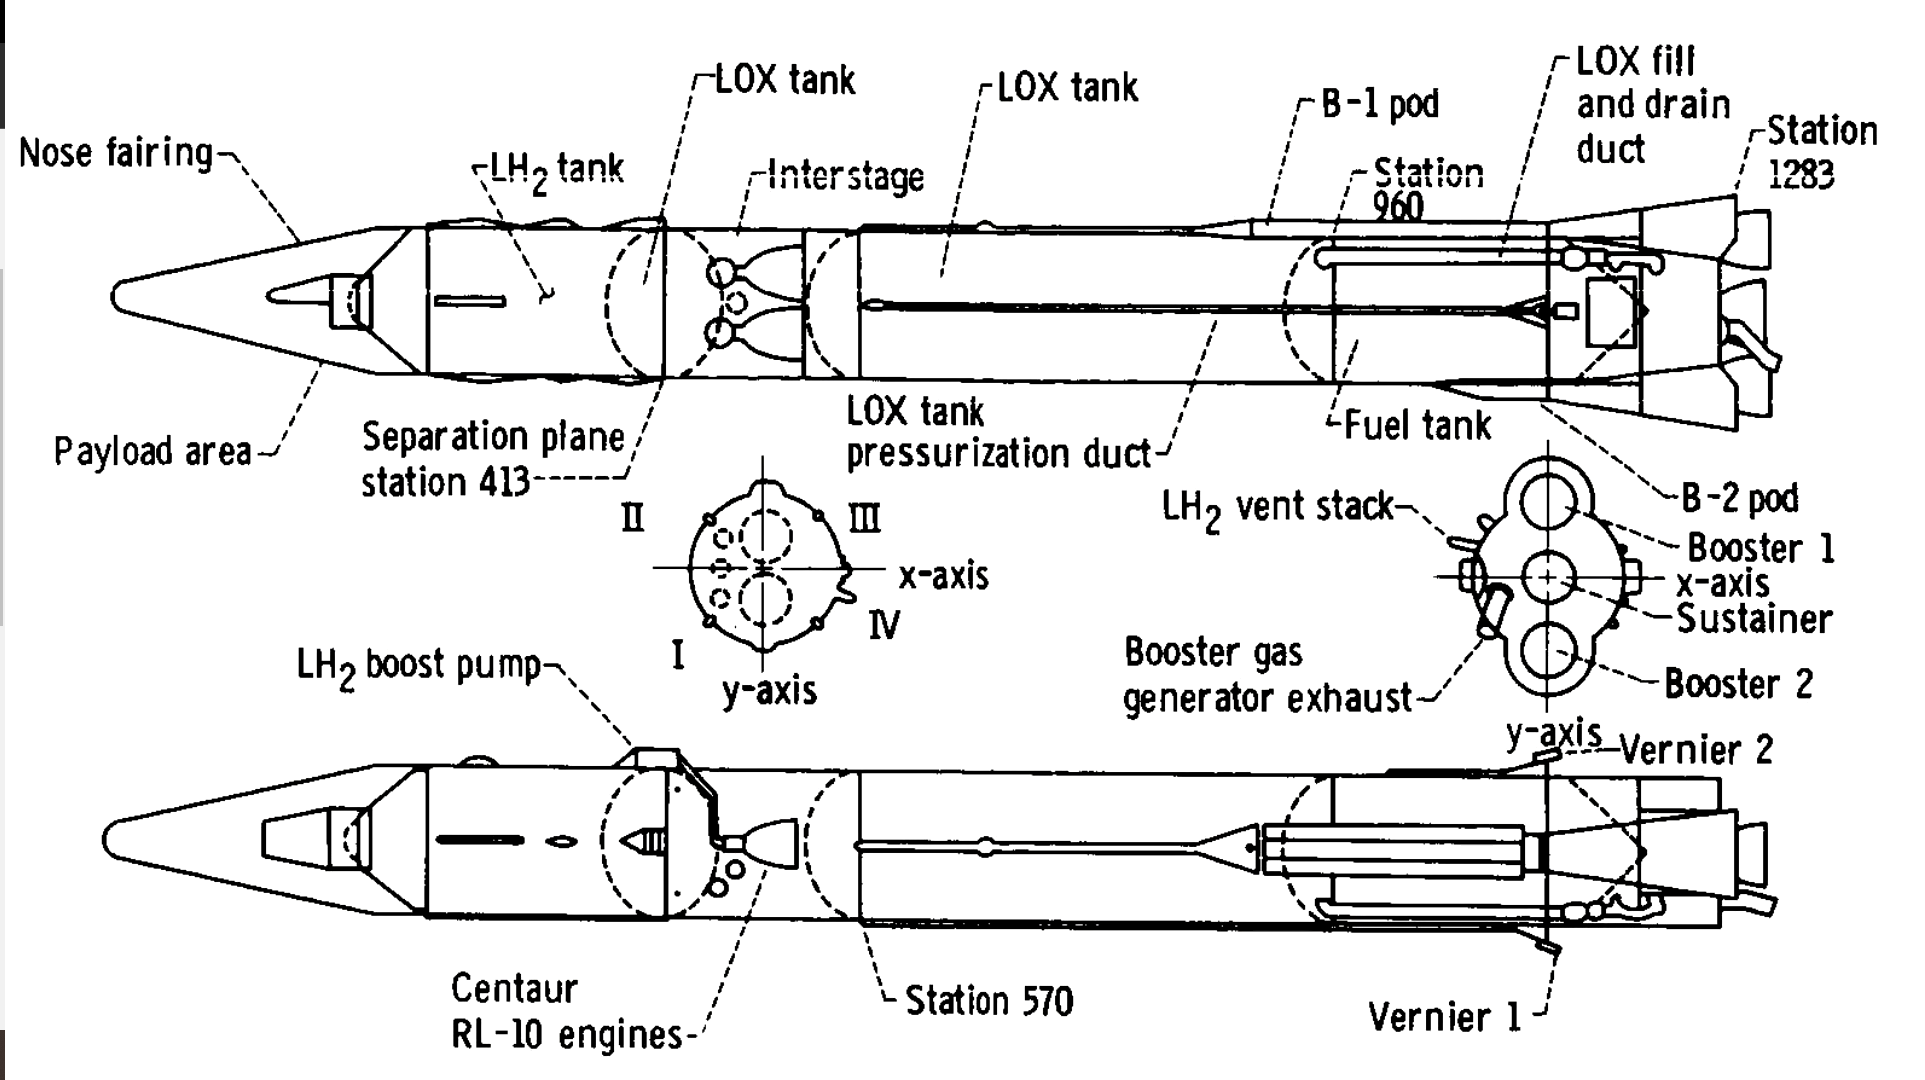 LOX tank
LOX tank
LOX fill
and drain
duct
B-1 pod
Station
1283
Nose fairing
LH2 tank
Interstage
Station
960
Payload area
Separation plane
station 413
LOX tank
pressurization duct
Fuel tank
B-2 pod
II
III
x-axis
IV
I
y-axis
LH2 vent stack
Booster 1
x-axis
Sustainer
Booster 2
Booster gas
generator exhaust
y-axis
LH2 boost pump
Vernier 2
Centaur
RL-10 engines
Station 570
Vernier 1